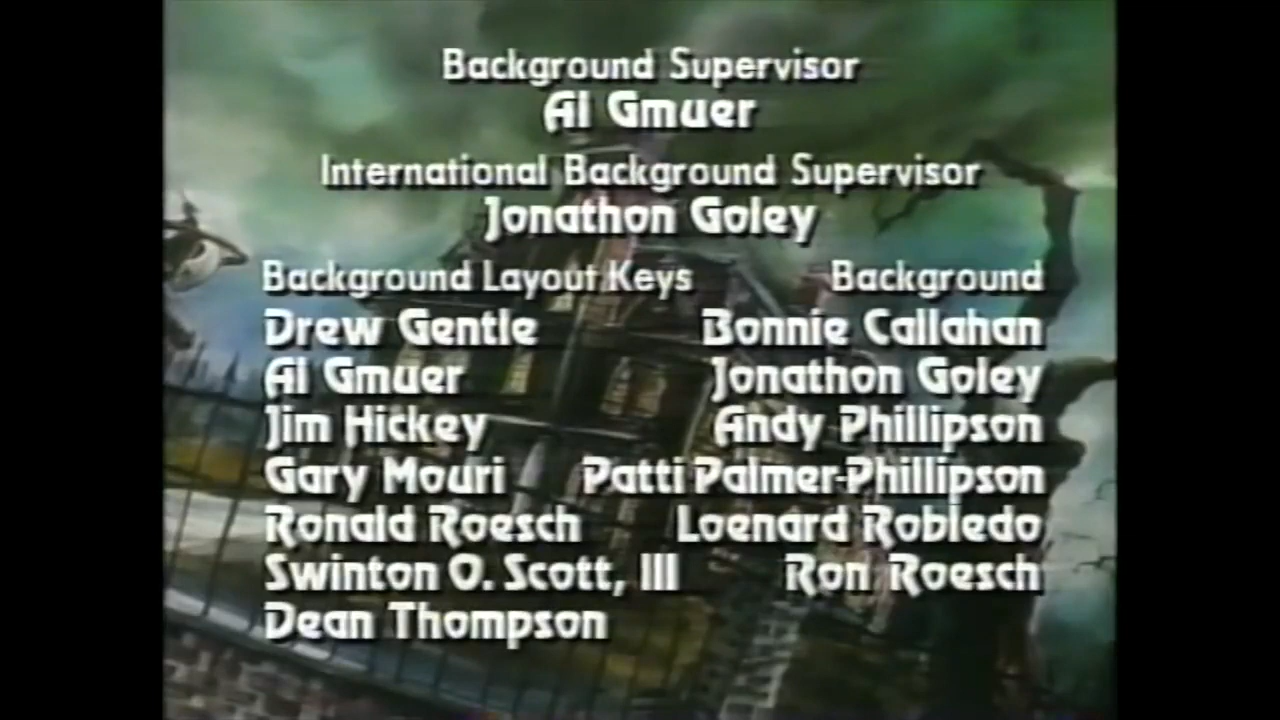 Background Supervisor
Al Gmuer
International Background Supervisor
Jonathon Goley
Background Layout Keys
Drew Gentle
Al Gmuer
Jim Hickey
Gary Mouri
Ronald Roesch
Swinton O. Scott, III
Dean Thompson
Background
Bonnie Callahan
Jonathon Goley
Andy Phillipson
Patti Palmer-Phillipson
Loenard Robledo
Ron Roesch